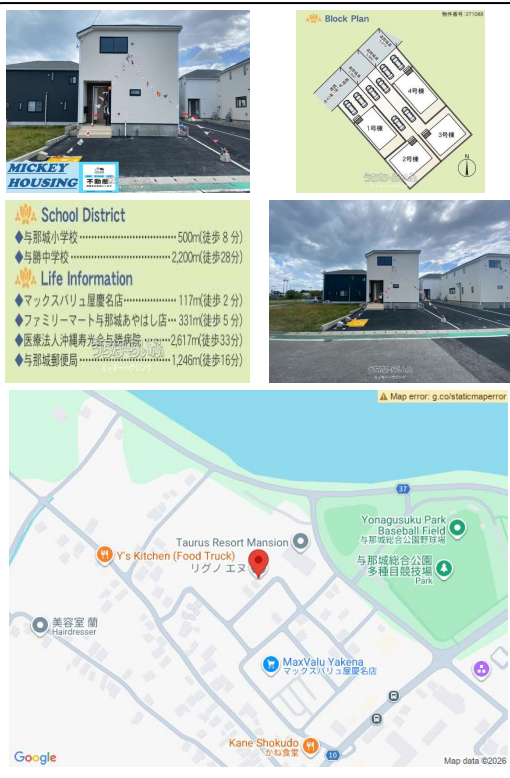 MICKEY
HOUSING
不動産
Block Plan
物件番号:271088
1号棟
2号棟
3号棟
4号棟
N
School District
◆与那城小学校……………………500m(徒歩 8 分)
◆与勝中学校……………………2,200m(徒歩28分)
Life Information
◆マックスバリュ屋慶名店……………117m(徒歩 2 分)
◆ファミリーマート与那城あやはし店… 331m(徒歩 5 分)
◆医療法人沖縄寿光会与勝病院………2,617m(徒歩33分)
◆与那城郵便局……………………1,246m(徒歩16分)
Map error: g.co/staticmaperror
37
Yonagusuku Park
Baseball Field
与那城総合公園野球場
Taurus Resort Mansion
Y's Kitchen (Food Truck)
リグノ エヌ
与那城総合公園
多種目競技場
Park
美容室 蘭
Hairdresser
MaxValu Yakena
マックスバリュ屋慶名店
Kane Shokudo
かね食堂
10
Google
Map data ©2026